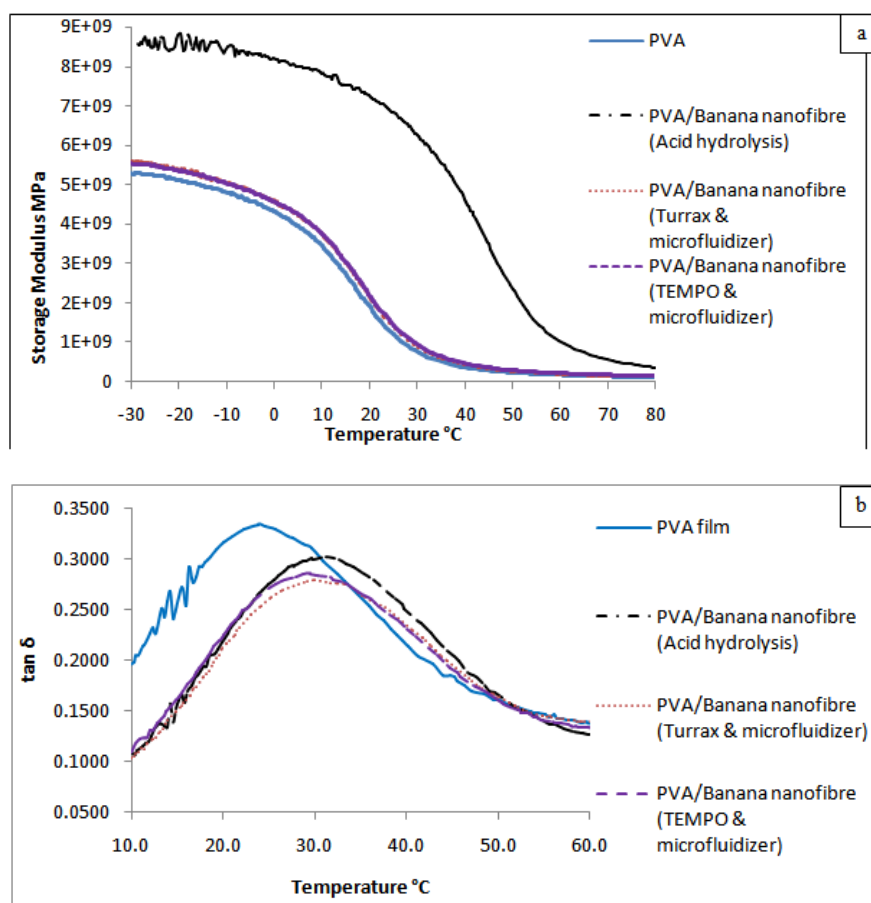 a
9E+09
8E+09
7E+09
6E+09
5E+09
4E+09
3E+09
2E+09
1E+09
0
Storage Modulus MPa
-30 -20 -10 0 10 20 30 40 50 60 70 80
Temperature °C
PVA
PVA/Banana nanofibre
(Acid hydrolysis)
PVA/Banana nanofibre
(Turrax &
microfluidizer)
PVA/Banana nanofibre
(TEMPO &
microfluidizer)
b
0.3500
0.3000
0.2500
0.2000
0.1500
0.1000
0.0500
tan δ
10.0 20.0 30.0 40.0 50.0 60.0
Temperature °C
PVA film
PVA/Banana nanofibre
(Acid hydrolysis)
PVA/Banana nanofibre
(Turrax & microfluidizer)
PVA/Banana nanofibre
(TEMPO &
microfluidizer)